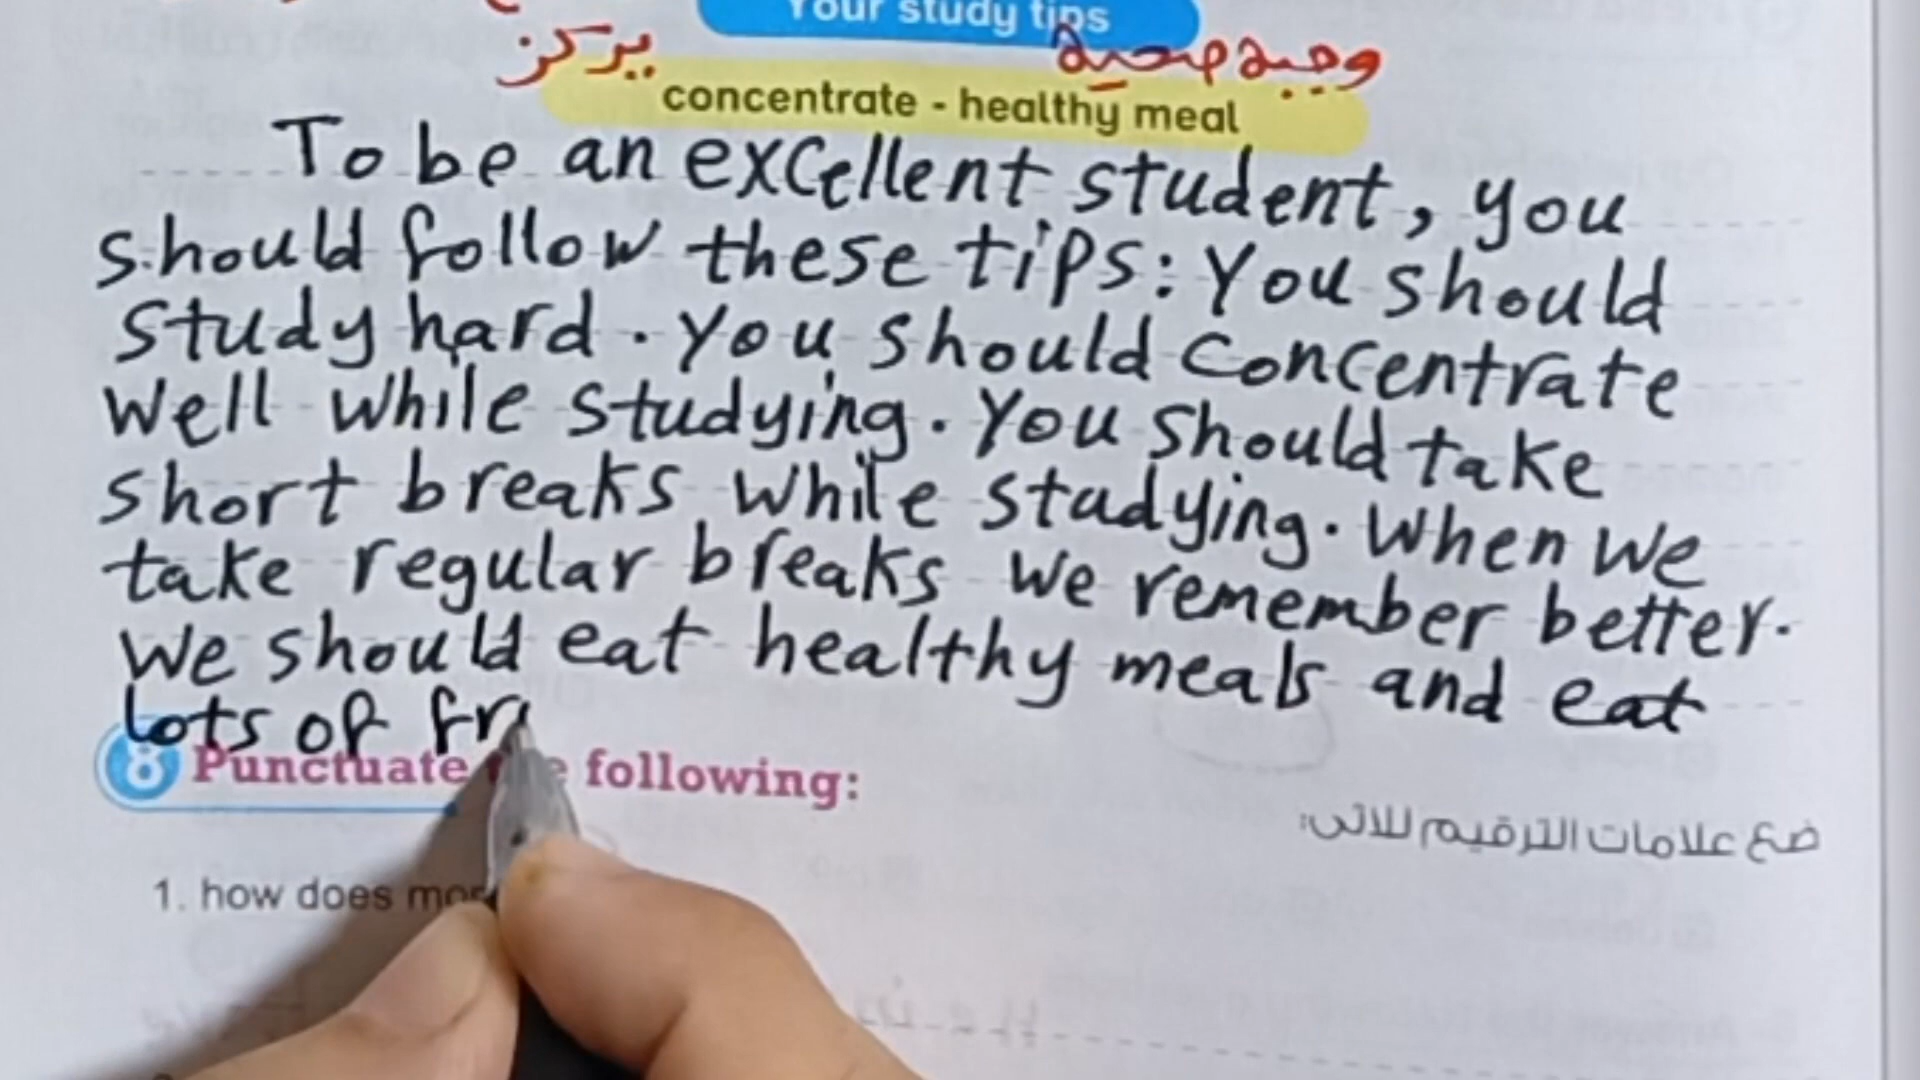 Your study tips
يركز وجبة صحية
concentrate - healthy meal
To be an excellent student, you
should follow these tips: You should
study hard. You should concentrate
well while studying. You should take
short breaks while studying. When we
take regular breaks we remember better.
We should eat healthy meals and eat
lots of
8 Punctuate following:
ضع علامات الترقيم للآتى:
1. how does